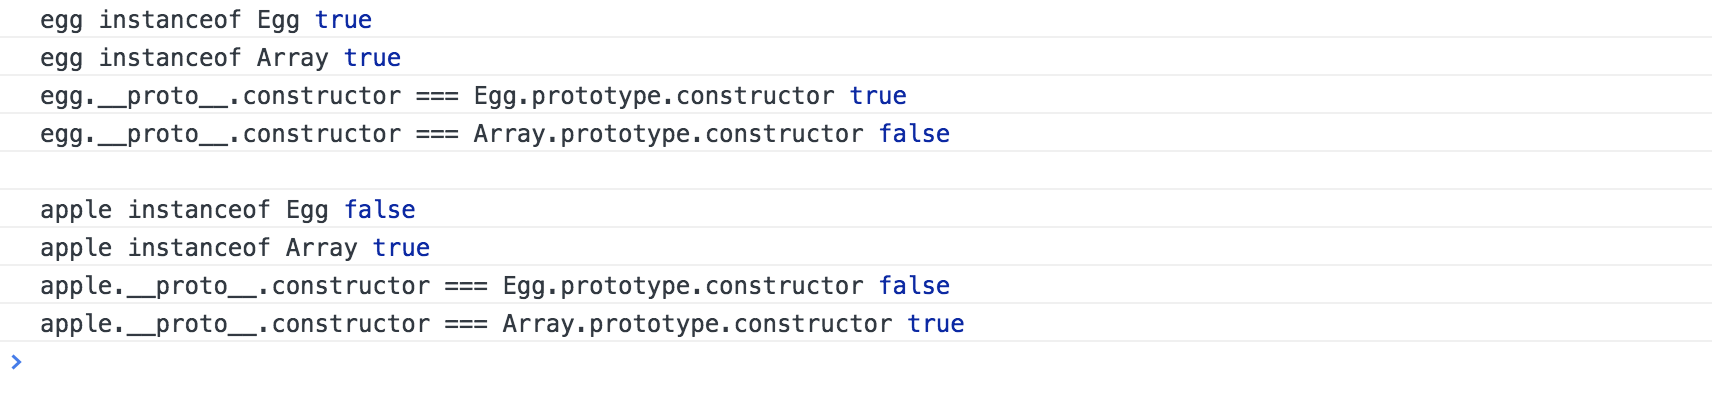 egg instanceof Egg true
egg instanceof Array true
egg.__proto__.constructor === Egg.prototype.constructor true
egg.__proto__.constructor === Array.prototype.constructor false
apple instanceof Egg false
apple instanceof Array true
apple.__proto__.constructor === Egg.prototype.constructor false
apple.__proto__.constructor === Array.prototype.constructor true